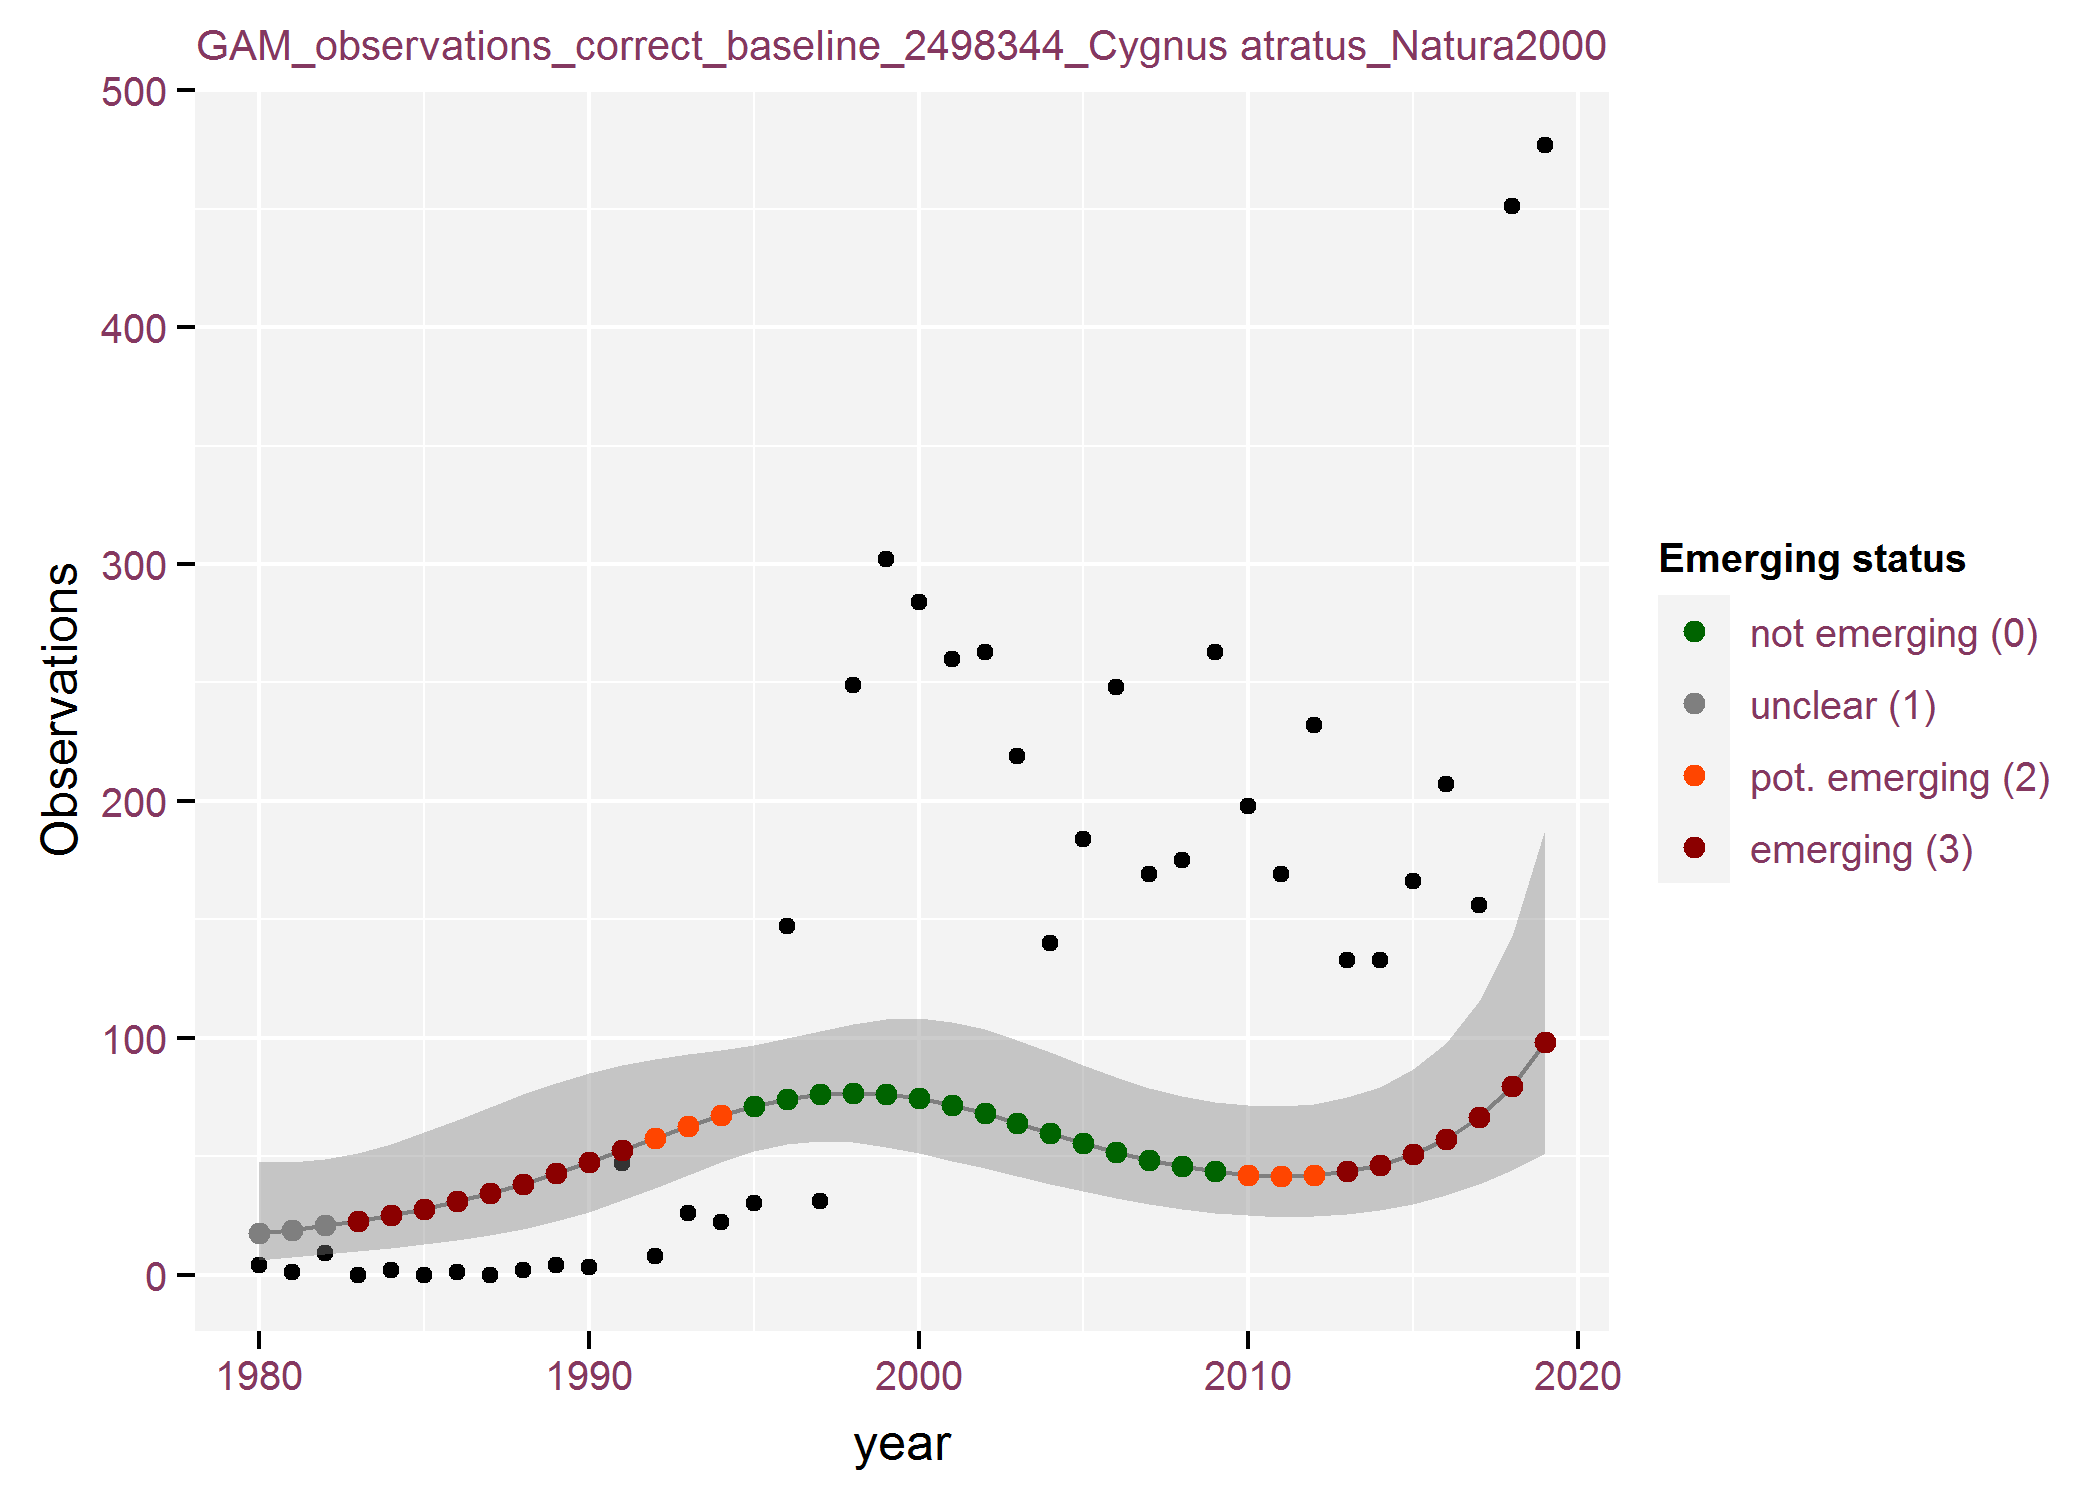 GAM_observations_correct_baseline_2498344_Cygnus atratus_Natura2000
500
400
300
200
100
0
Observations
1980 1990 2000 2010 2020
year
Emerging status
not emerging (0)
unclear (1)
pot. emerging (2)
emerging (3)